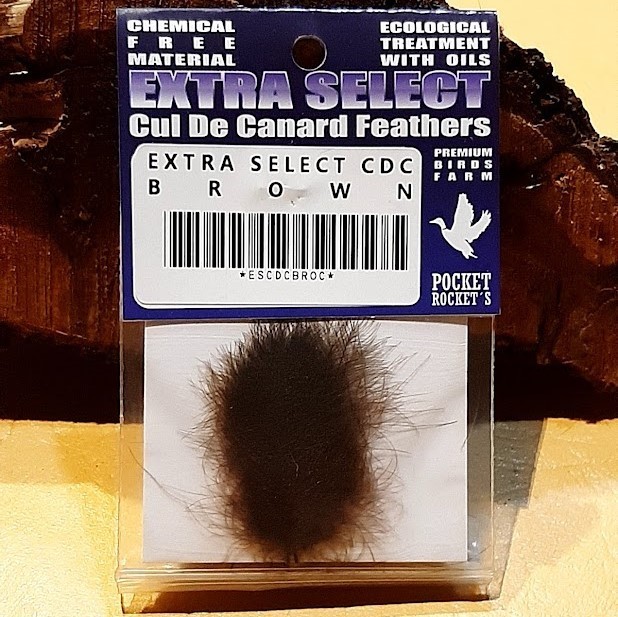 CHEMICAL
FREE
MATERIAL
ECOLOGICAL
TREATMENT
WITH OILS
EXTRA SELECT
Cul De Canard Feathers
EXTRA SELECT CDC
BROWN
*ESCDCBROC*
PREMIUM
BIRDS
FARM
POCKET
ROCKET´S